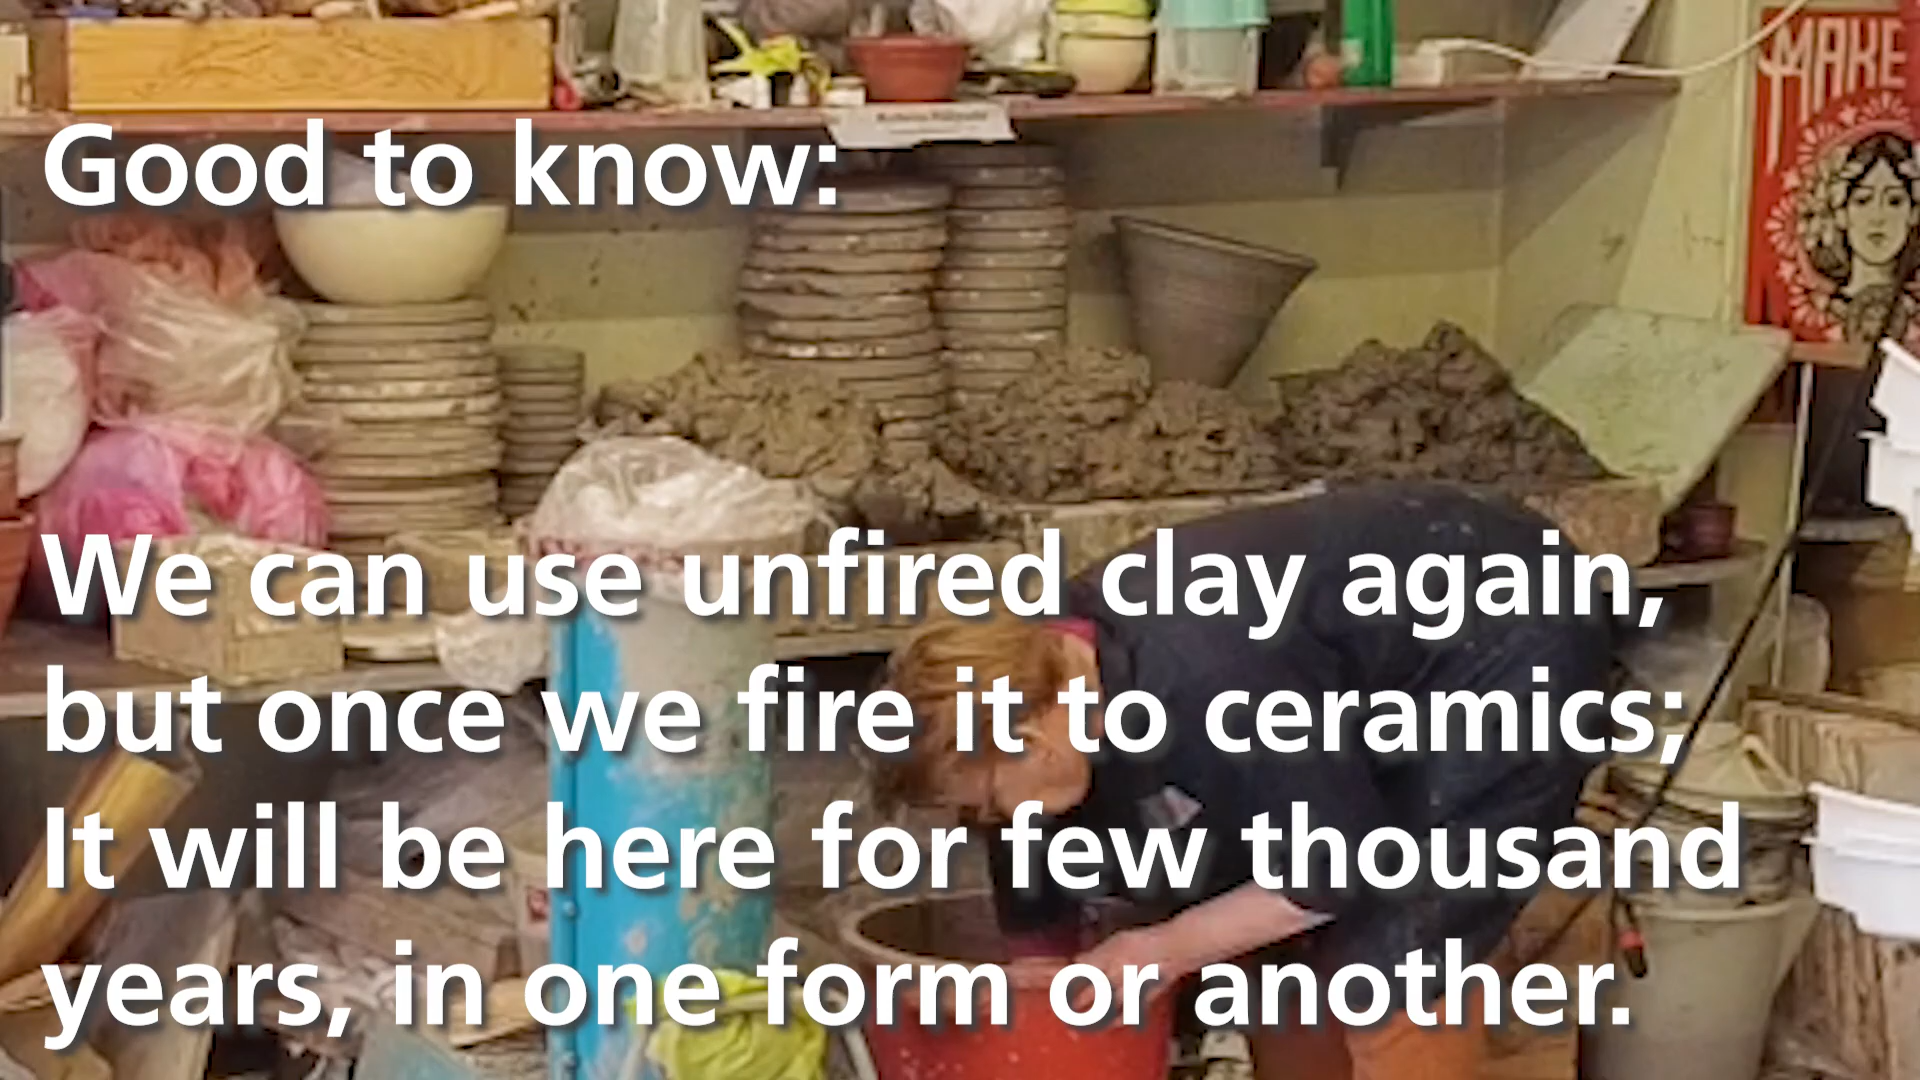 MAKE
Good to know:
We can use unfired clay again,
but once we fire it to ceramics;
It will be here for few thousand
years, in one form or another.